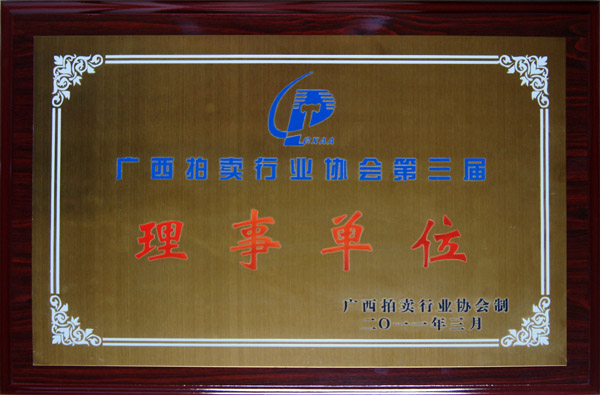 GXAA
广西拍卖行业协会第三届
理事单位
广西拍卖行业协会制
二〇一一年三月